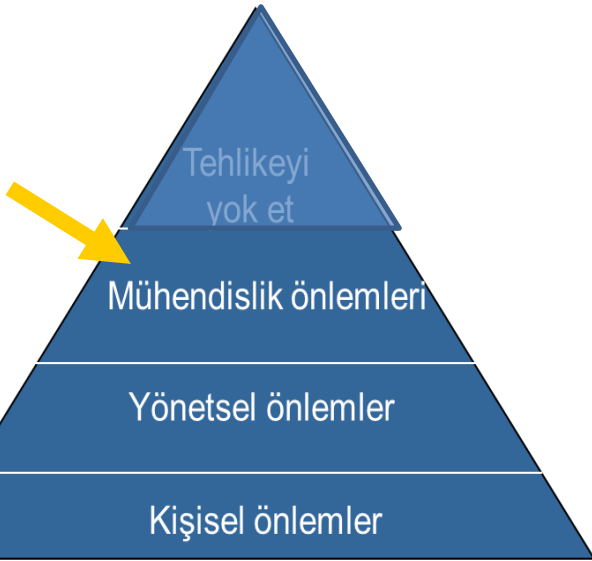 Tehlikeyi
yok et
Mühendislik önlemleri
Yönetsel önlemler
Kişisel önlemler